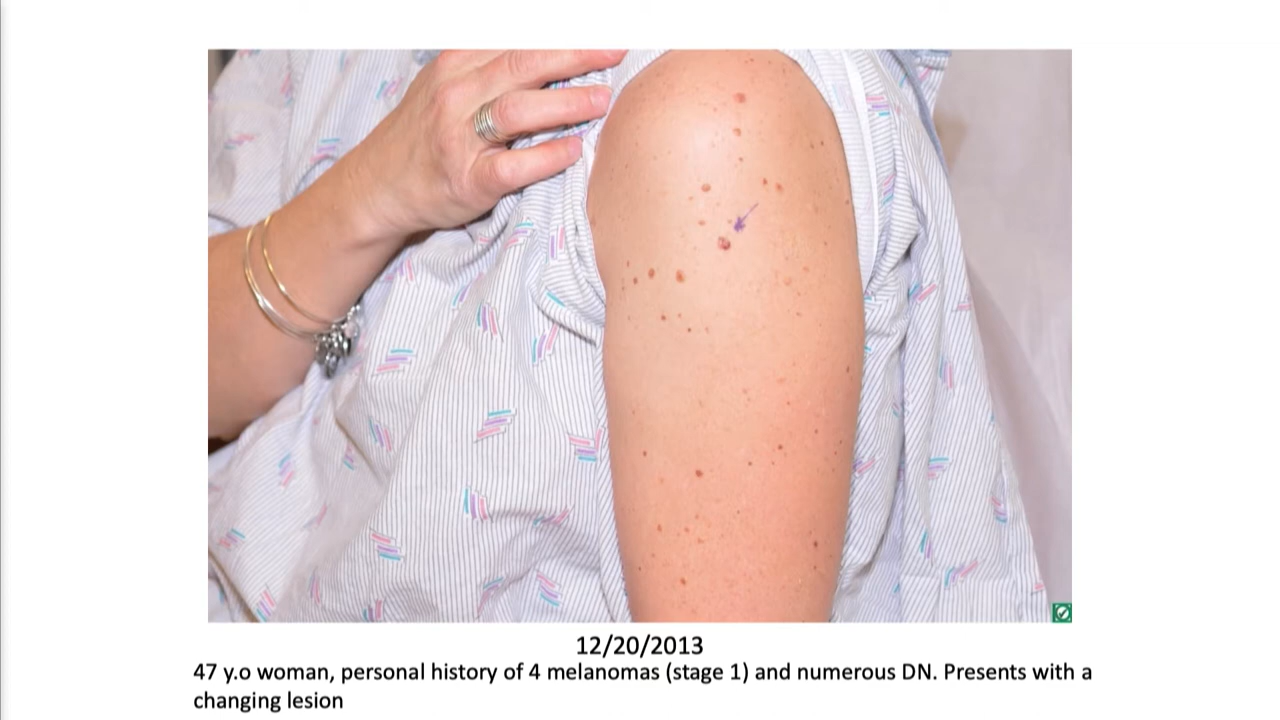 12/20/2013
47 y.o woman, personal history of 4 melanomas (stage 1) and numerous DN. Presents with a
changing lesion